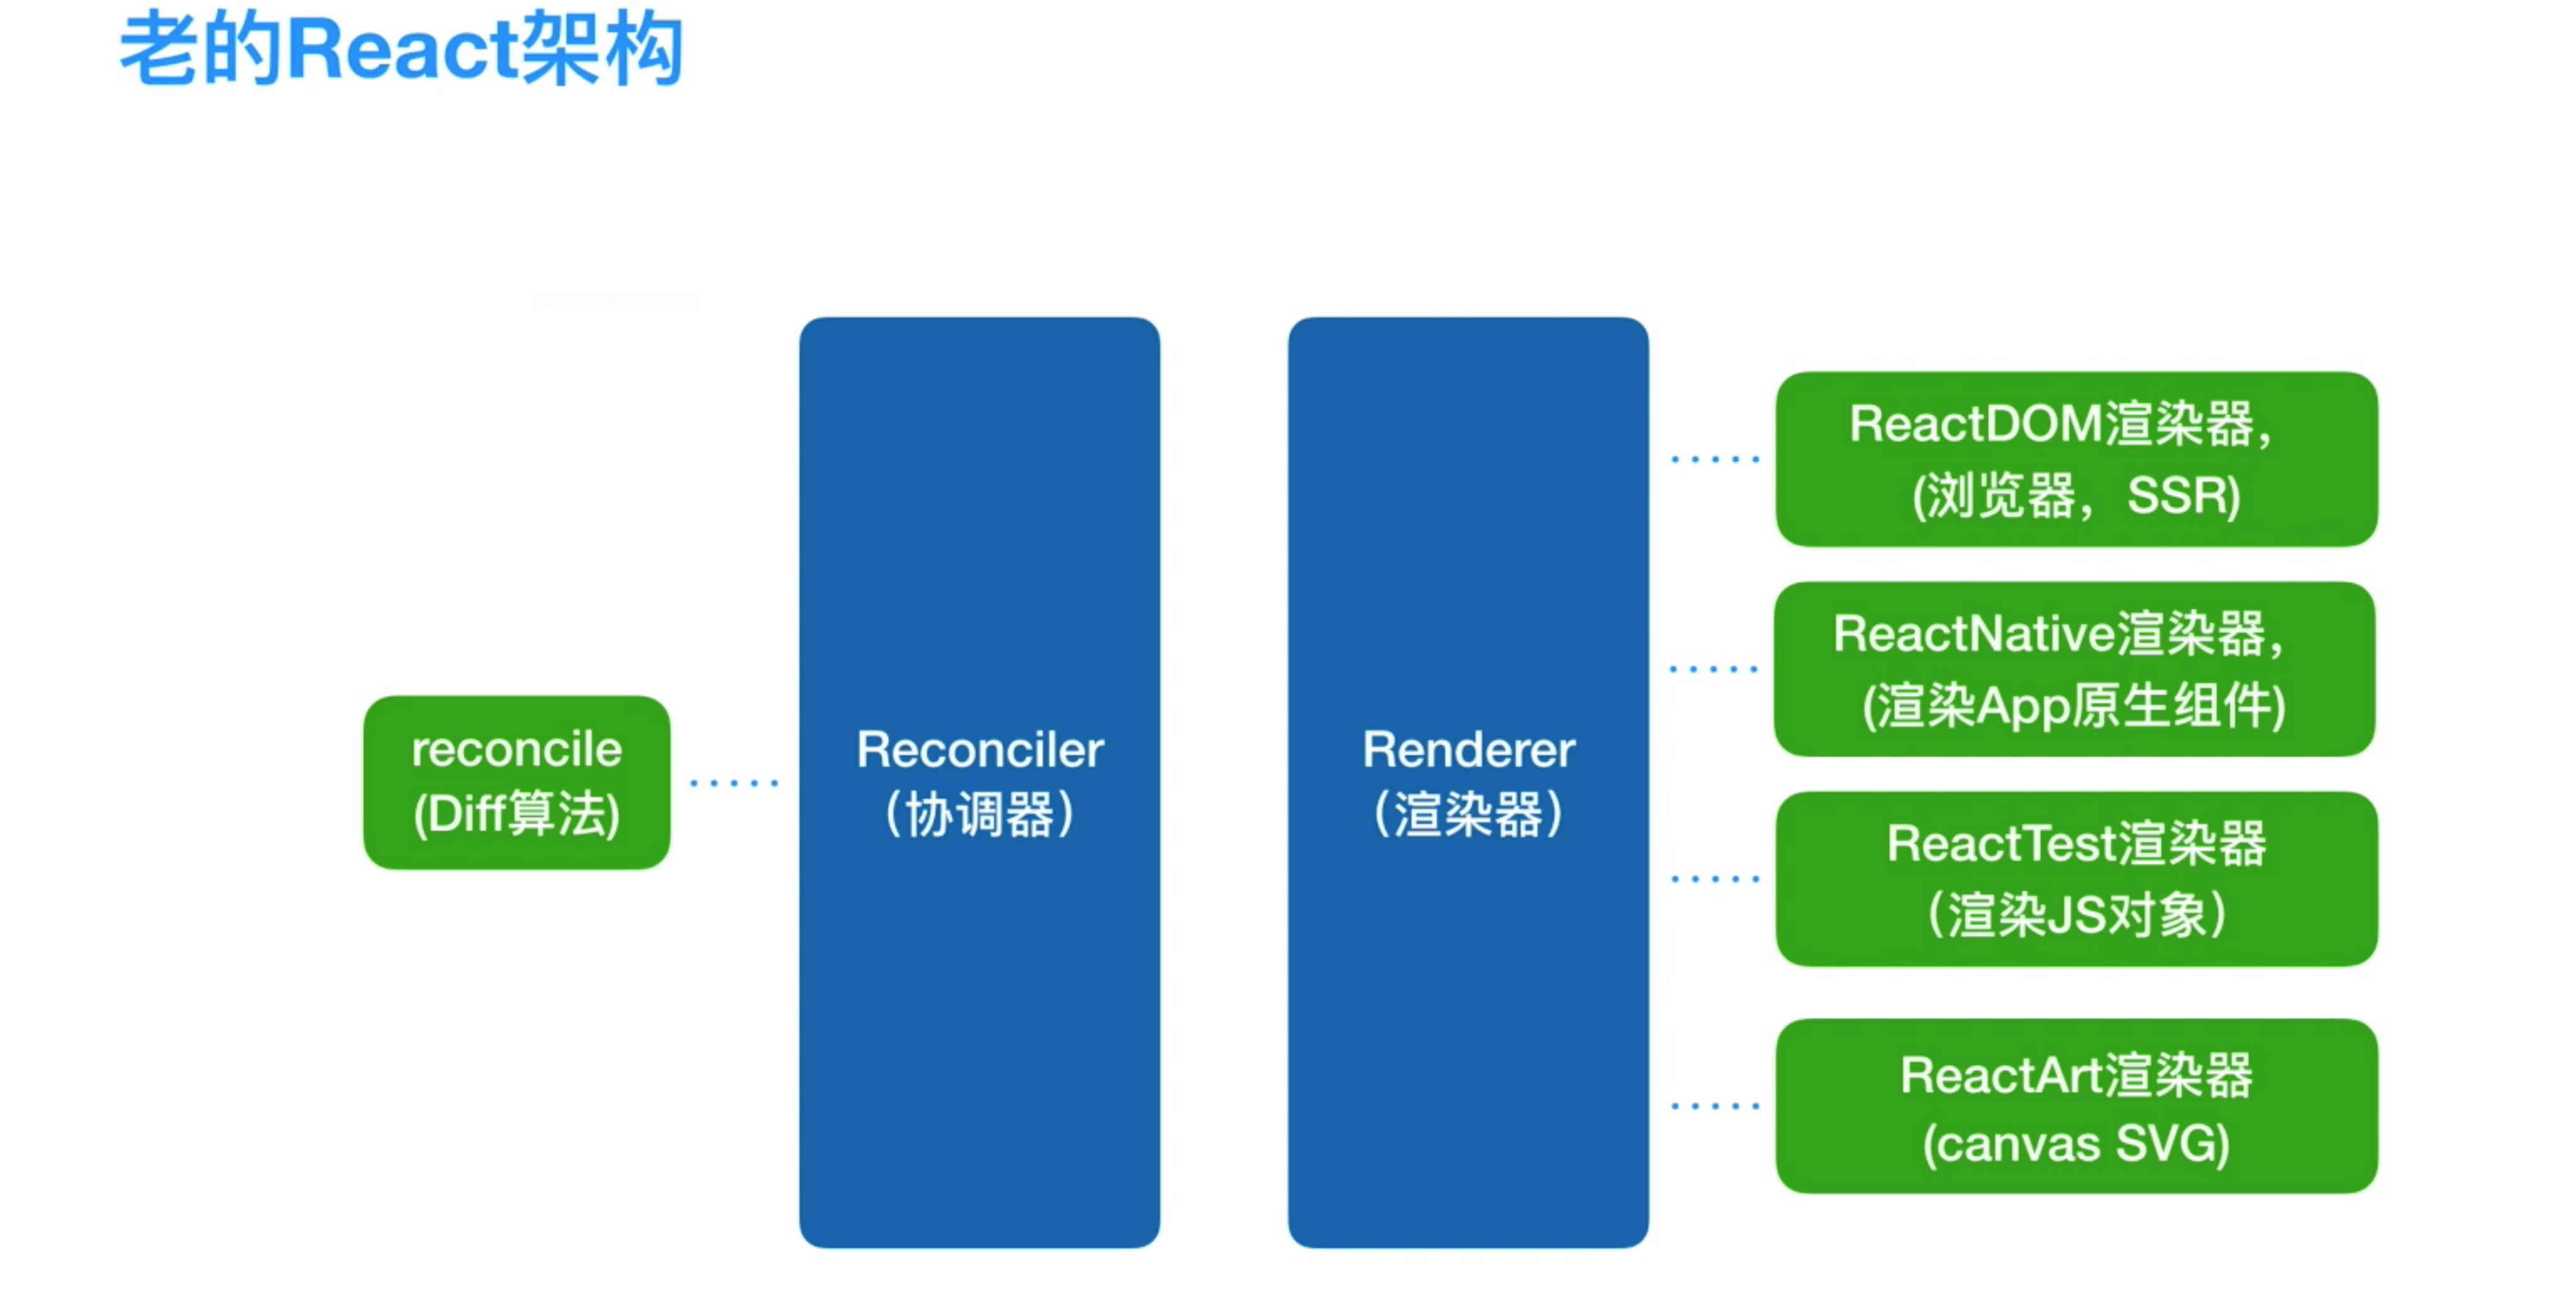 老的React架构
reconcile
(Diff算法)
Reconciler
（协调器）
Renderer
（渲染器）
ReactDOM渲染器，
(浏览器，SSR)
ReactNative渲染器，
(渲染App原生组件)
ReactTest渲染器
（渲染JS对象）
ReactArt渲染器
(canvas SVG)